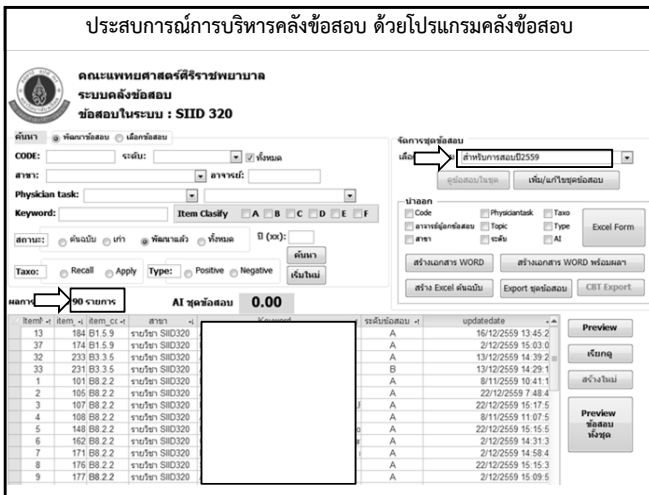 ประสบการณ์การบริหารคลังข้อสอบ ด้วยโปรแกรมคลังข้อสอบ
คณะแพทยศาสตร์ศิริราชพยาบาล
ระบบคลังข้อสอบ
ข้อสอบในระบบ : SIID 320
ค้นหา พัฒนาข้อสอบ เลือกข้อสอบ
CODE: ระดับ: ทั้งหมด
สาขา: อาจารย์:
Physician task:
Keyword: Item Clasify A B C D E F
สถานะ: ต้นฉบับ เก่า พัฒนาแล้ว ทั้งหมด ปี (xx):
ค้นหา
Taxo: Recall Apply Type: Positive Negative เริ่มใหม่
จัดการชุดข้อสอบ
สำหรับการสอบปี2559
ดูข้อสอบในชุด เพิ่ม/แก้ไขชุดข้อสอบ
นำออก
Code Physiciantask Taxo
อาจารย์ผู้ออกข้อสอบ Topic Type Excel Form
สาขา ระดับ AI
สร้างเอกสาร WORD สร้างเอกสาร WORD พร้อมผลฯ
สร้าง Excel ต้นฉบับ Export ชุดข้อสอบ CBT Export
90 รายการ AI ชุดข้อสอบ 0.00
สาขา Keyword ระดับข้อสอบ updatedate
13 184 B1.5.9 รายวิชา SIID320 A 16/12/2559 13:45:2
37 174 B1.5.9 รายวิชา SIID320 A 2/12/2559 15:03:0
32 233 B3.3.5 รายวิชา SIID320 A 13/12/2559 14:39:2
33 231 B3.3.5 รายวิชา SIID320 B 13/12/2559 14:29:1
1 101 B8.2.2 รายวิชา SIID320 A 8/11/2559 10:41:1
2 105 B8.2.2 รายวิชา SIID320 A 22/12/2559 7:48:4
3 107 B8.2.2 รายวิชา SIID320 A 22/12/2559 15:17:5
4 108 B8.2.2 รายวิชา SIID320 A 8/11/2559 11:07:5
5 148 B8.2.2 รายวิชา SIID320 A 22/12/2559 15:15:5
6 162 B8.2.2 รายวิชา SIID320 A 2/12/2559 14:31:3
7 171 B8.2.2 รายวิชา SIID320 A 2/12/2559 14:58:4
8 176 B8.2.2 รายวิชา SIID320 A 22/12/2559 15:15:3
9 177 B8.2.2 รายวิชา SIID320 A 2/12/2559 15:09:5
Preview
เรียกดู
สร้างใหม่
Preview
ข้อสอบ
ทั้งชุด